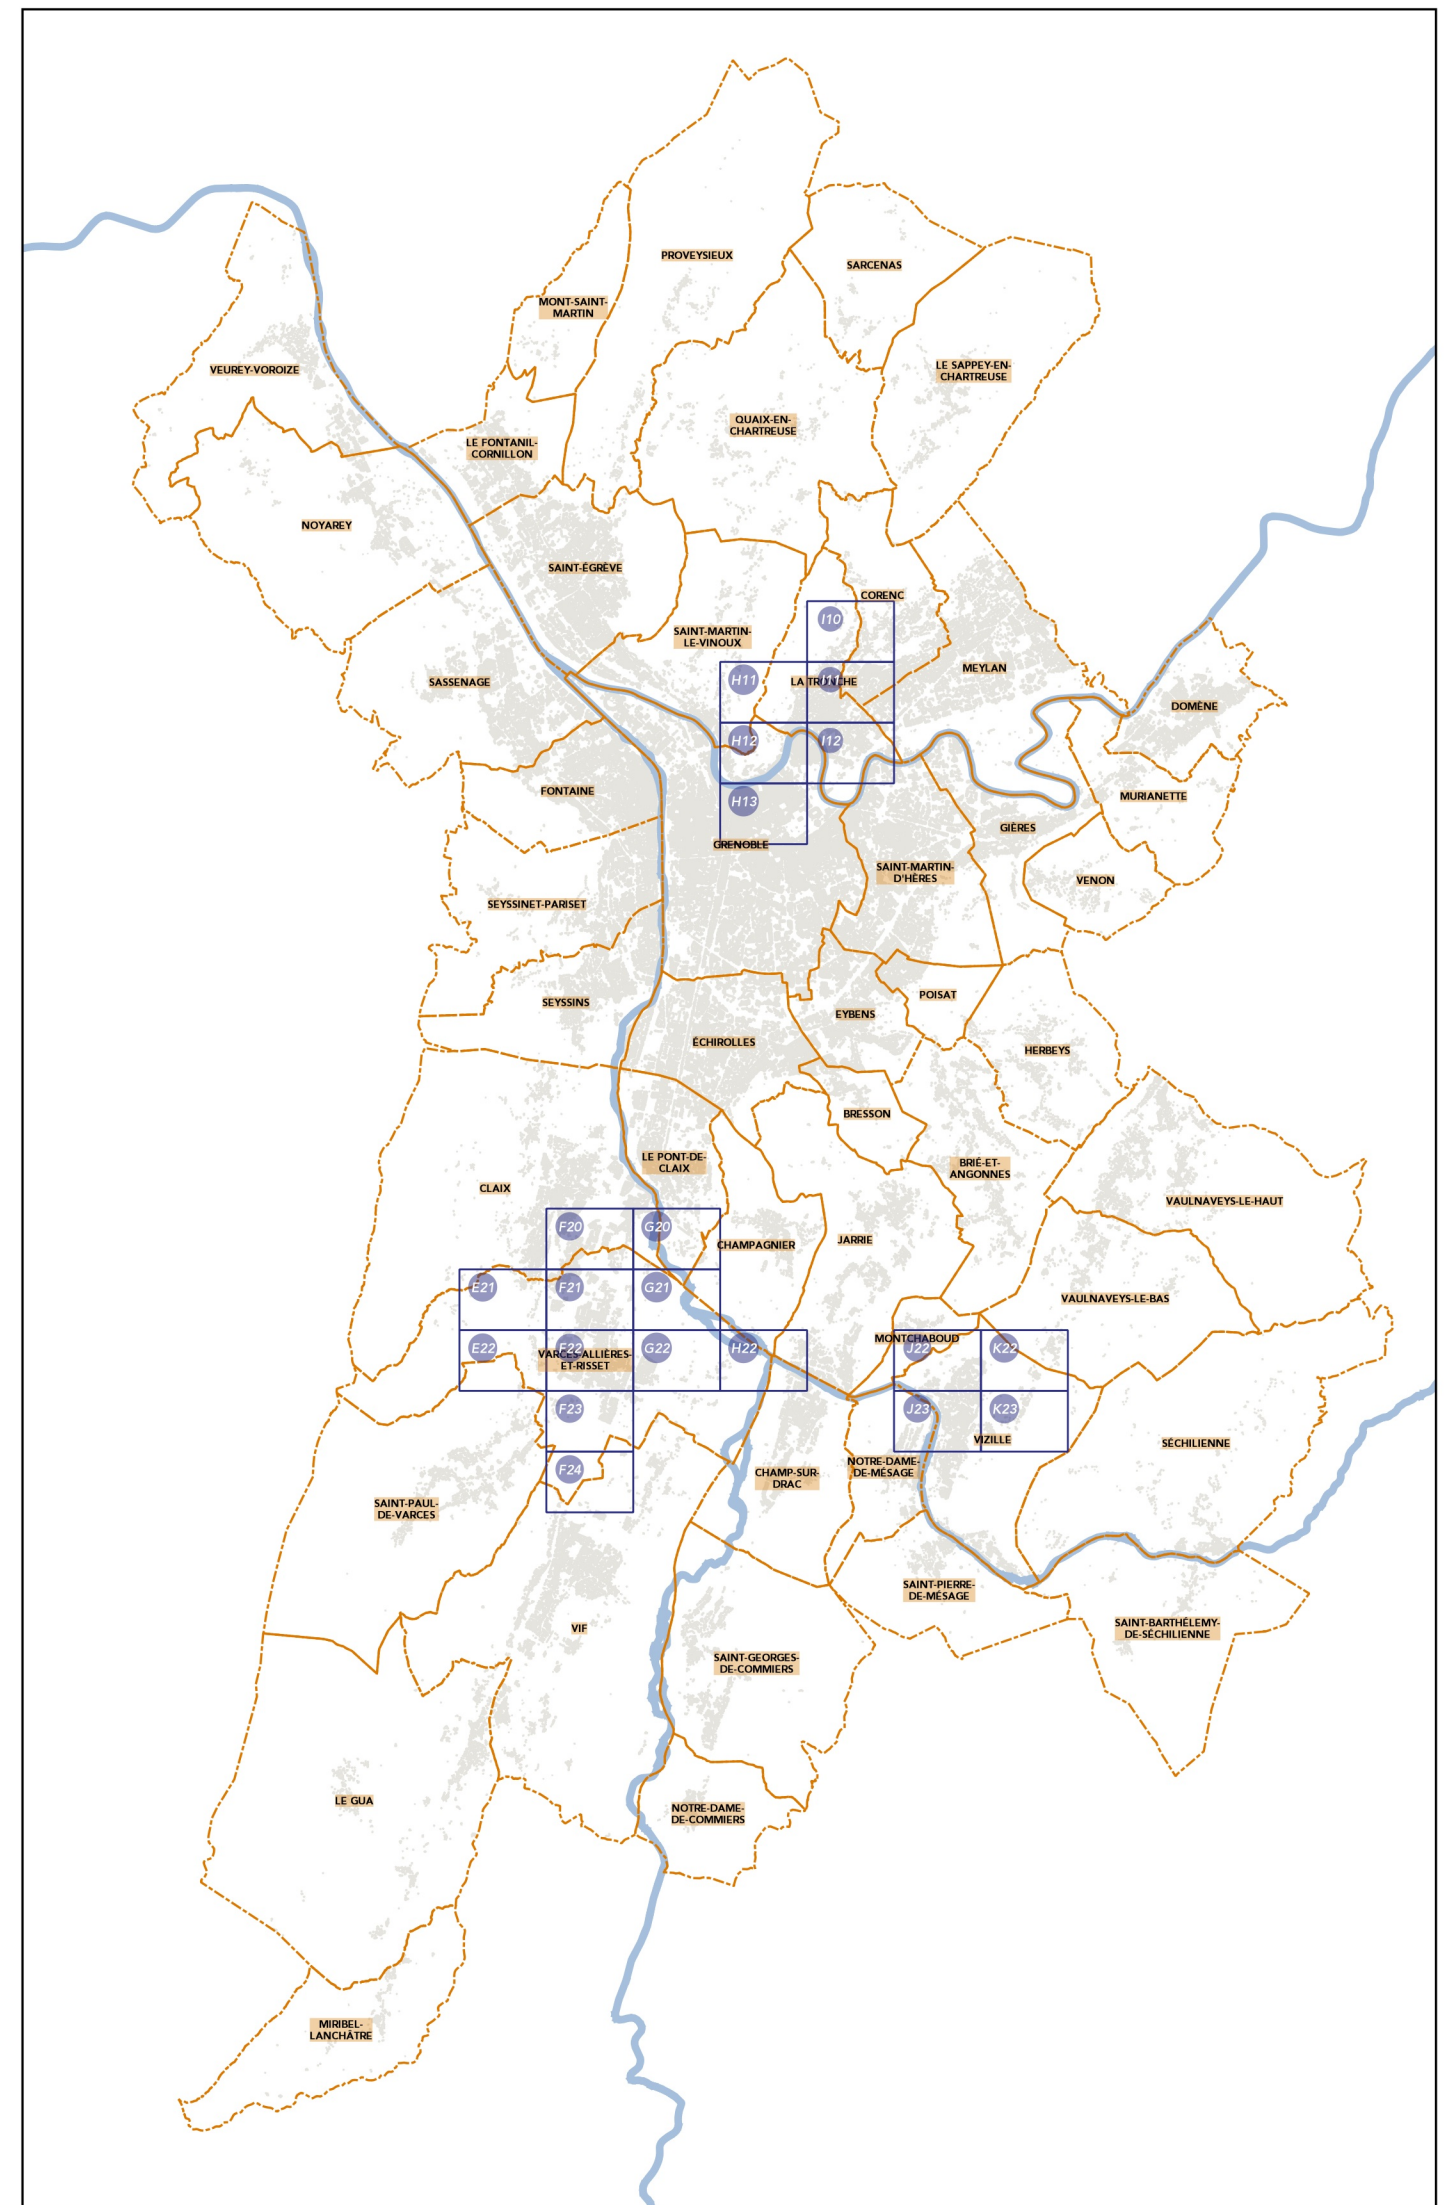 PROVEYSIEUX
SARCENAS
MONT-SAINT-
MARTIN
VEUREY-VOROIZE
LE SAPPEY-EN-
CHARTREUSE
QUAIX-EN-
CHARTREUSE
LE FONTANIL-
CORNILLON
NOYAREY
SAINT-ÉGRÈVE
CORENC
I10
SAINT-MARTIN-
LE-VINOUX
MEYLAN
SASSENAGE
H11
LA TRONCHE
I11
DOMÈNE
H12
I12
FONTAINE
MURIANETTE
H13
GIÈRES
GRENOBLE
SAINT-MARTIN-
D'HÈRES
VENON
SEYSSINET-PARISET
POISAT
SEYSSINS
EYBENS
ÉCHIROLLES
HERBEYS
BRESSON
LE PONT-DE-
CLAIX
BRIÉ-ET-
ANGONNES
CLAIX
VAULNAVEYS-LE-HAUT
F20
G20
CHAMPAGNIER
JARRIE
E21
F21
G21
VAULNAVEYS-LE-BAS
MONTCHABOUD
E22
F22
G22
H22
J22
K22
VARCES-ALLIÈRES-
ET-RISSET
F23
J23
K23
VIZILLE
SÉCHILIENNE
F24
CHAMP-SUR-
DRAC
NOTRE-DAME-
DE-MÉSAGE
SAINT-PAUL-
DE-VARCES
SAINT-PIERRE-
DE-MÉSAGE
VIF
SAINT-BARTHÉLEMY-
DE-SÉCHILIENNE
SAINT-GEORGES-
DE-COMMIERS
LE GUA
NOTRE-DAME-
DE-COMMIERS
MIRIBEL-
LANCHÂTRE